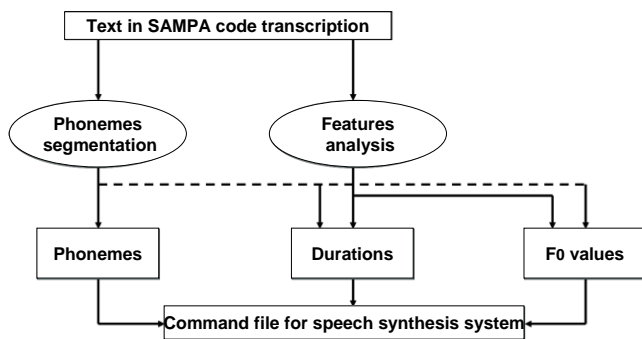 Text in SAMPA code transcription
Phonemes
segmentation
Features
analysis
Phonemes
Durations
F0 values
Command file for speech synthesis system